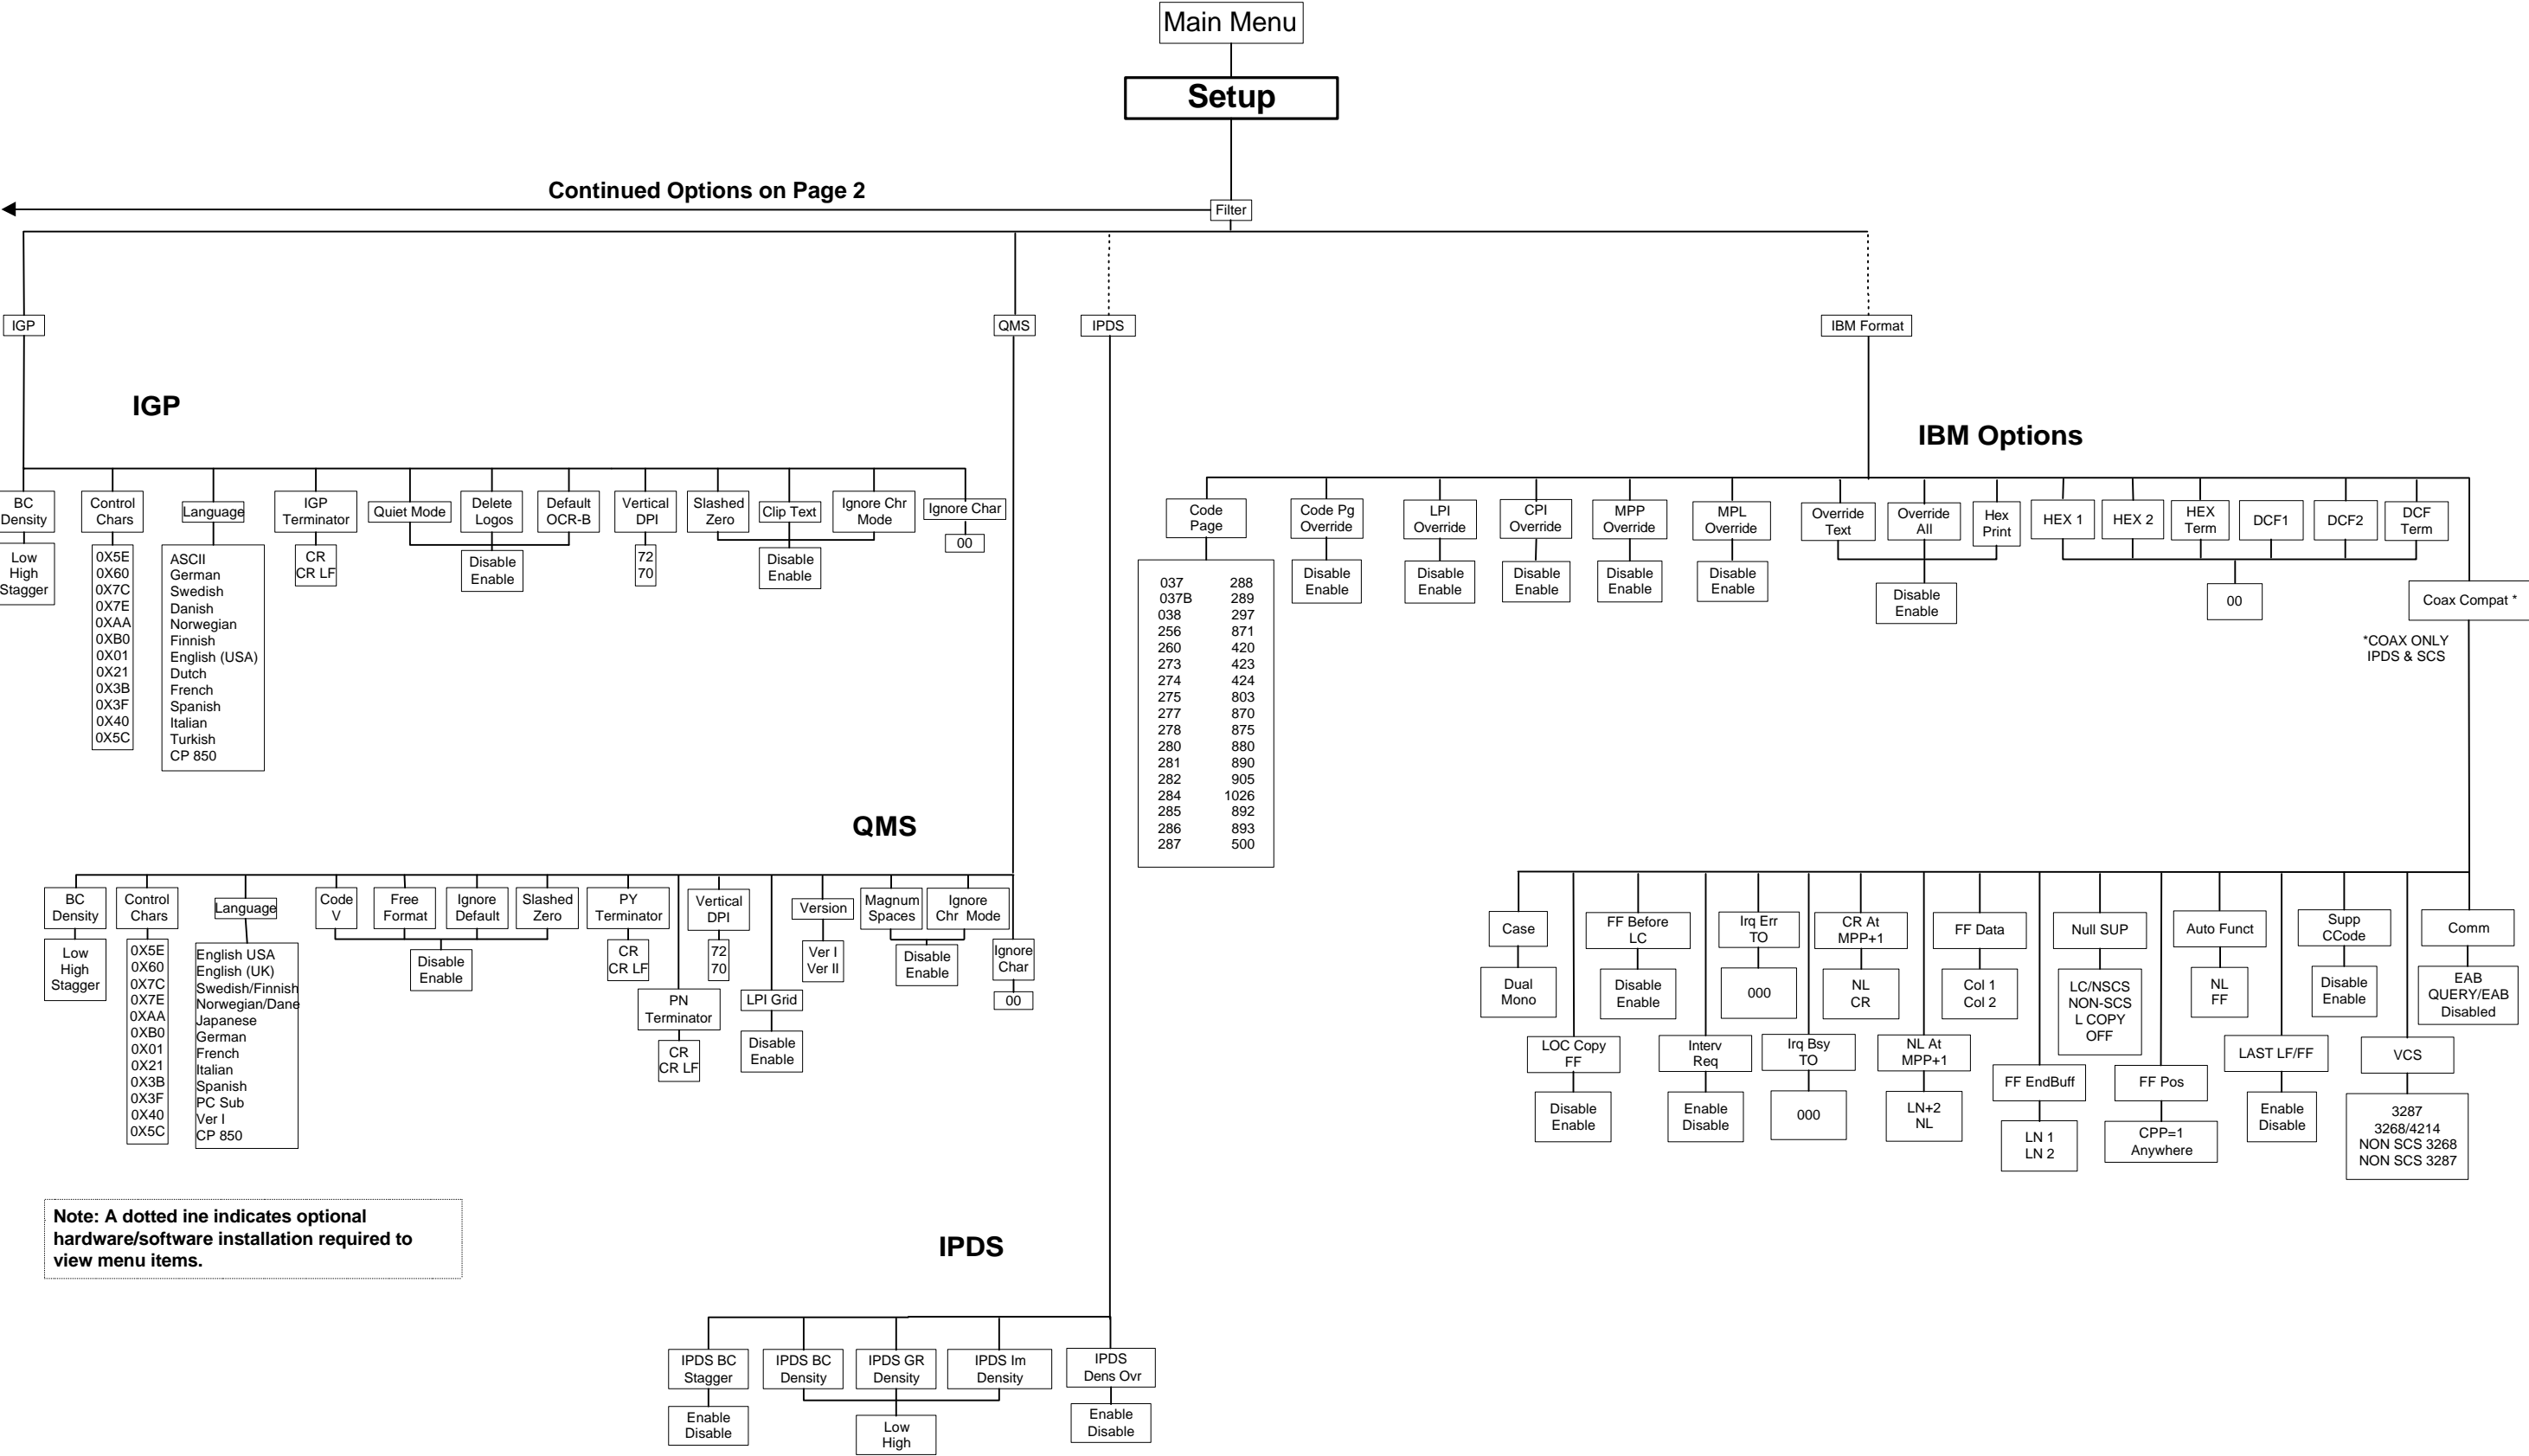 Main Menu
Setup
Continued Options on Page 2
Filter
IGP
QMS
IPDS
IBM Format
IGP
BC
Density
Low
High
Stagger
Control
Chars
0X5E
0X60
0X7C
0X7E
0XAA
0XB0
0X01
0X21
0X3B
0X3F
0X40
0X5C
Language
ASCII
German
Swedish
Danish
Norwegian
Finnish
English (USA)
Dutch
French
Spanish
Italian
Turkish
CP 850
IGP
Terminator
CR
CR LF
Quiet Mode
Delete
Logos
Default
OCR-B
Disable
Enable
Vertical
DPI
72
70
Slashed
Zero
Clip Text
Ignore Chr
Mode
Disable
Enable
Ignore Char
00
IBM Options
Code
Page
037 288
037B 289
038 297
256 871
260 420
273 423
274 424
275 803
277 870
278 875
280 880
281 890
282 905
284 1026
285 892
286 893
287 500
Code Pg
Override
Disable
Enable
LPI
Override
Disable
Enable
CPI
Override
Disable
Enable
MPP
Override
Disable
Enable
MPL
Override
Disable
Enable
Override
Text
Override
All
Hex
Print
Disable
Enable
HEX 1
HEX 2
HEX
Term
DCF1
DCF2
DCF
Term
00
Coax Compat *
*COAX ONLY
IPDS & SCS
QMS
BC
Density
Low
High
Stagger
Control
Chars
0X5E
0X60
0X7C
0X7E
0XAA
0XB0
0X01
0X21
0X3B
0X3F
0X40
0X5C
Language
English USA
English (UK)
Swedish/Finnish
Norwegian/Dane
Japanese
German
French
Italian
Spanish
PC Sub
Ver I
CP 850
Code
V
Free
Format
Ignore
Default
Slashed
Zero
Disable
Enable
PY
Terminator
CR
CR LF
PN
Terminator
CR
CR LF
Vertical
DPI
72
70
LPI Grid
Disable
Enable
Version
Ver I
Ver II
Magnum
Spaces
Ignore
Chr Mode
Disable
Enable
Ignore
Char
00
Case
Dual
Mono
LOC Copy
FF
Disable
Enable
FF Before
LC
Disable
Enable
Interv
Req
Enable
Disable
Irq Err
TO
000
Irq Bsy
TO
000
CR At
MPP+1
NL
CR
NL At
MPP+1
LN+2
NL
FF Data
Col 1
Col 2
FF EndBuff
LN 1
LN 2
Null SUP
LC/NSCS
NON-SCS
L COPY
OFF
FF Pos
CPP=1
Anywhere
Auto Funct
NL
FF
LAST LF/FF
Enable
Disable
Supp
CCode
Disable
Enable
VCS
3287
3268/4214
NON SCS 3268
NON SCS 3287
Comm
EAB
QUERY/EAB
Disabled
Note: A dotted ine indicates optional
hardware/software installation required to
view menu items.
IPDS
IPDS BC
Stagger
Enable
Disable
IPDS BC
Density
IPDS GR
Density
IPDS Im
Density
Low
High
IPDS
Dens Ovr
Enable
Disable